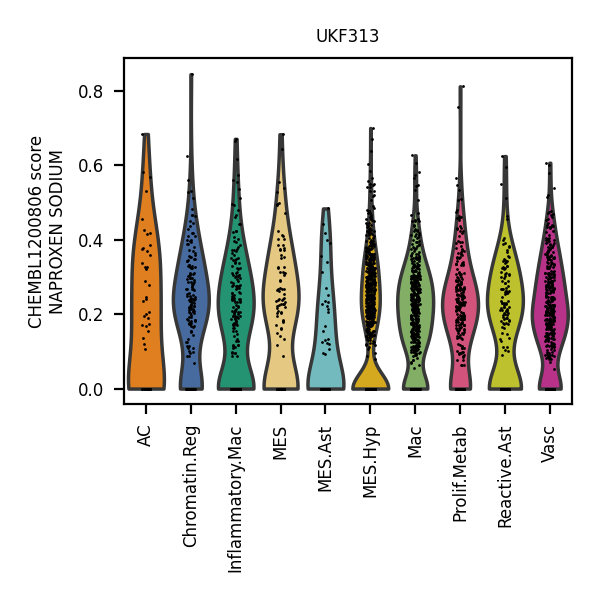 UKF313
CHEMBL1200806 score
NAPROXEN SODIUM
0.8
0.6
0.4
0.2
0.0
AC
Chromatin.Reg
Inflammatory.Mac
MES
MES.Ast
MES.Hyp
Mac
Prolif.Metab
Reactive.Ast
Vasc